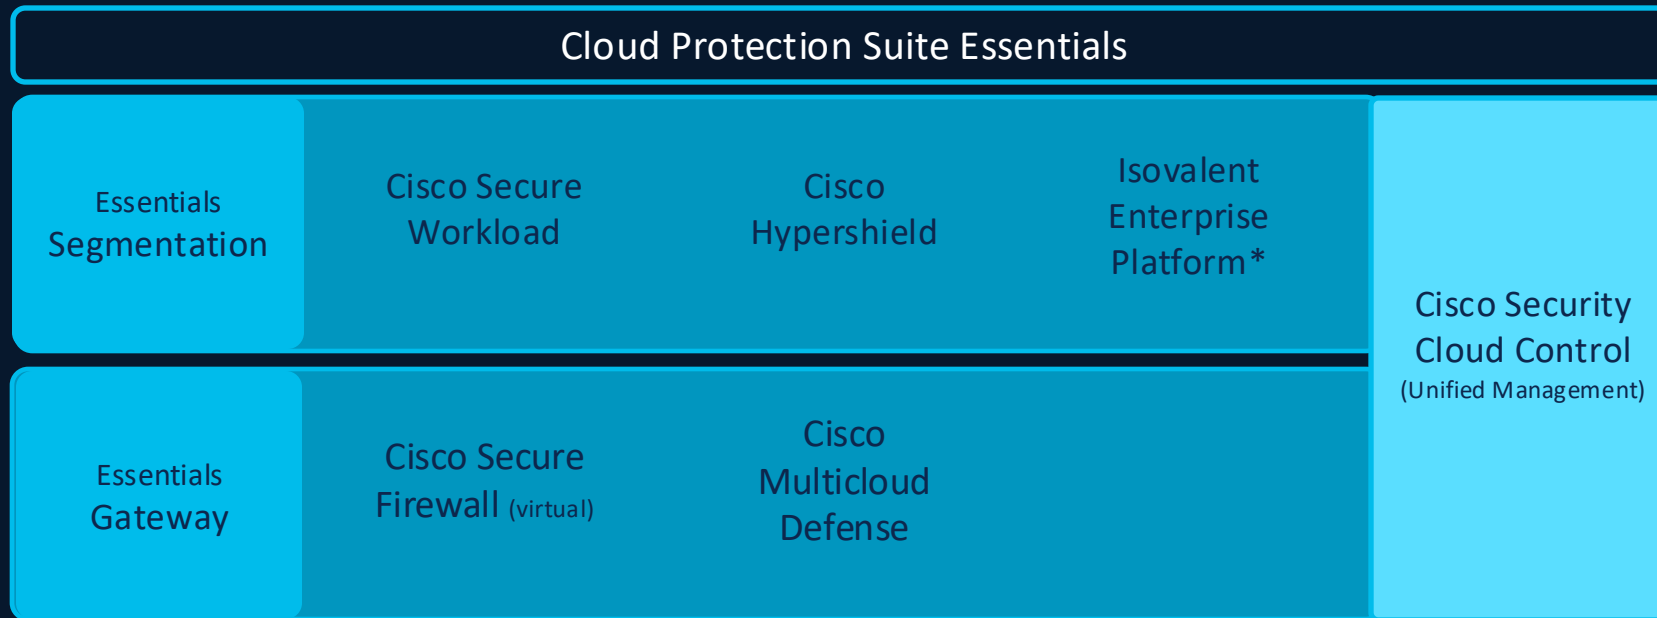 Cloud Protection Suite Essentials
Essentials
Segmentation
Cisco Secure
Workload
Cisco
Hypershield
Isovalent
Enterprise
Platform*
Cisco Security
Cloud Control
(Unified Management)
Essentials
Gateway
Cisco Secure
Firewall (virtual)
Cisco
Multicloud
Defense